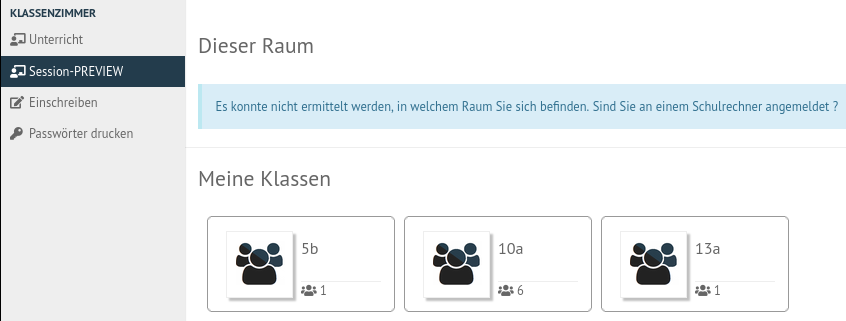 KLASSENZIMMER
Unterricht
Session-PREVIEW
Einschreiben
Passwörter drucken
Dieser Raum
Es konnte nicht ermittelt werden, in welchem Raum Sie sich befinden. Sind Sie an einem Schulrechner angemeldet ?
Meine Klassen
5b
1
10a
6
13a
1